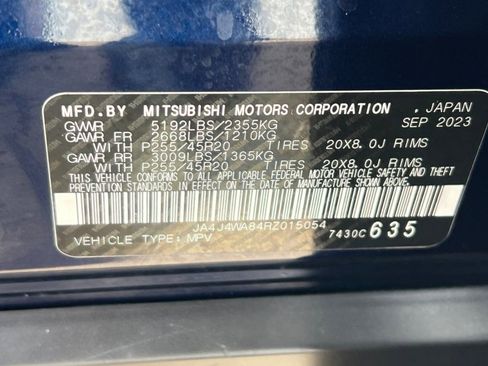 MFD.BY MITSUBISHI MOTORS CORPORATION . JAPAN
GVWR 5192LBS/2355KG SEP 2023
GAWR FR 2668LBS/1210KG
WITH P255/45R20 TIRES 20X8.0J RIMS
GAWR RR 3009LBS/1365KG
WITH P255/45R20 TIRES 20X8.0J RIMS
THIS VEHICLE CONFORMS TO ALL APPLICABLE FEDERAL MOTOR VEHICLE SAFETY AND THEFT
PREVENTION STANDARDS IN EFFECT ON THE DATE OF MANUFACTURE SHOWN ABOVE.
JA4J4WA84RZ015054
VEHICLE TYPE: MPV 7430C 635